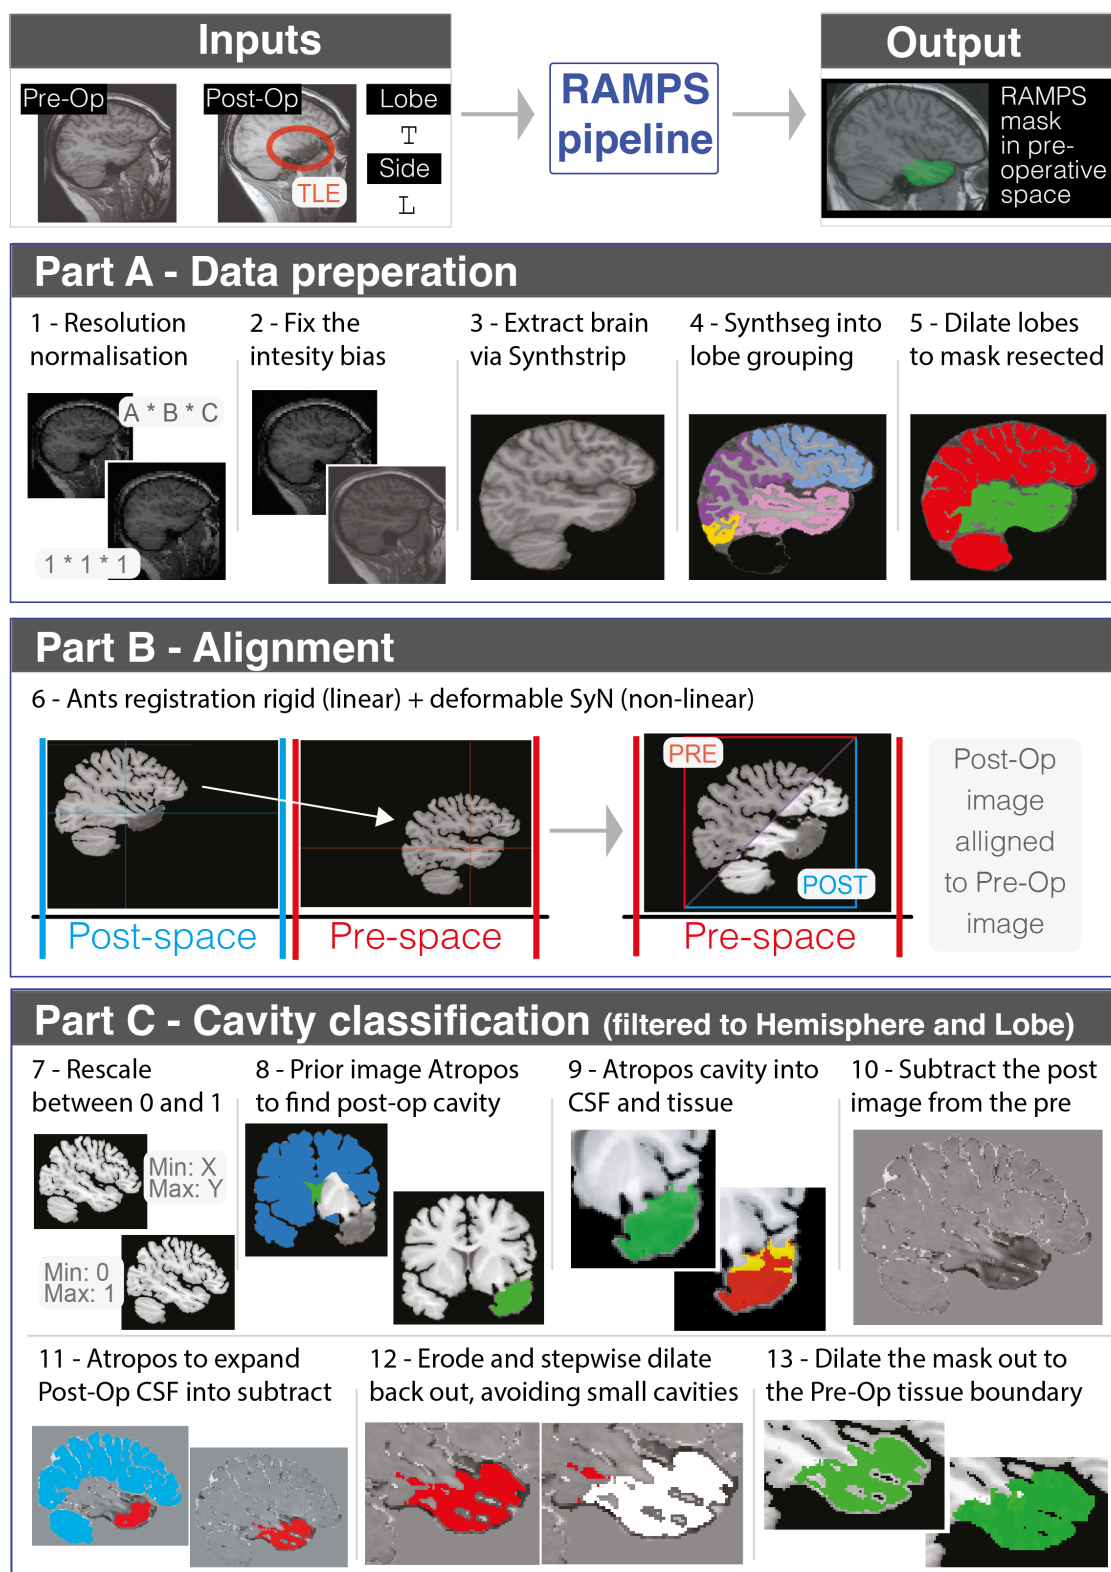 Inputs
Pre-Op
Post-Op
TLE
Lobe
T
Side
L
RAMPS
pipeline
Output
RAMPS
mask
in pre-
operative
space
Part A - Data preperation
1 - Resolution
normalisation
A * B * C
1 * 1 * 1
2 - Fix the
intesity bias
3 - Extract brain
via Synthstrip
4 - Synthseg into
lobe grouping
5 - Dilate lobes
to mask resected
Part B - Alignment
6 - Ants registration rigid (linear) + deformable SyN (non-linear)
Post-space
Pre-space
PRE
POST
Pre-space
Post-Op
image
alligned
to Pre-Op
image
Part C - Cavity classification (filtered to Hemisphere and Lobe)
7 - Rescale
between 0 and 1
Min: X
Max: Y
Min: 0
Max: 1
8 - Prior image Atropos
to find post-op cavity
9 - Atropos cavity into
CSF and tissue
10 - Subtract the post
image from the pre
11 - Atropos to expand
Post-Op CSF into subtract
12 - Erode and stepwise dilate
back out, avoiding small cavities
13 - Dilate the mask out to
the Pre-Op tissue boundary